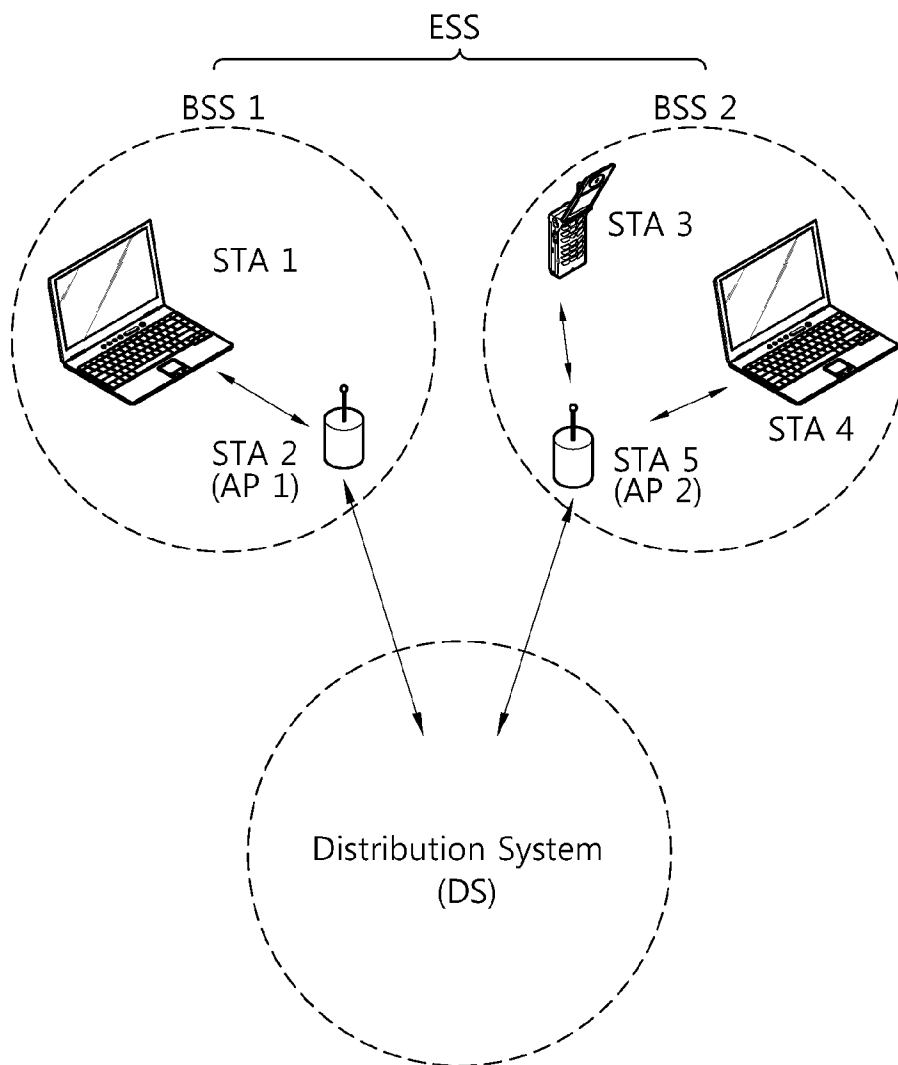 ESS
BSS 1
BSS 2
STA 1
STA 2
(AP 1)
STA 3
STA 4
STA 5
(AP 2)
Distribution System
(DS)